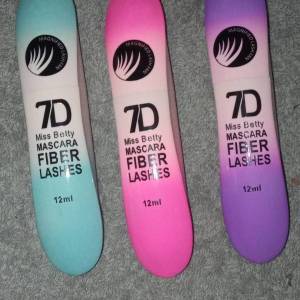 7D
Miss Betty
MASCARA
FIBER
LASHES
12ml
7D
Miss Betty
MASCARA
FIBER
LASHES
12ml
7D
Miss Betty
MASCARA
FIBER
LASHES
12ml